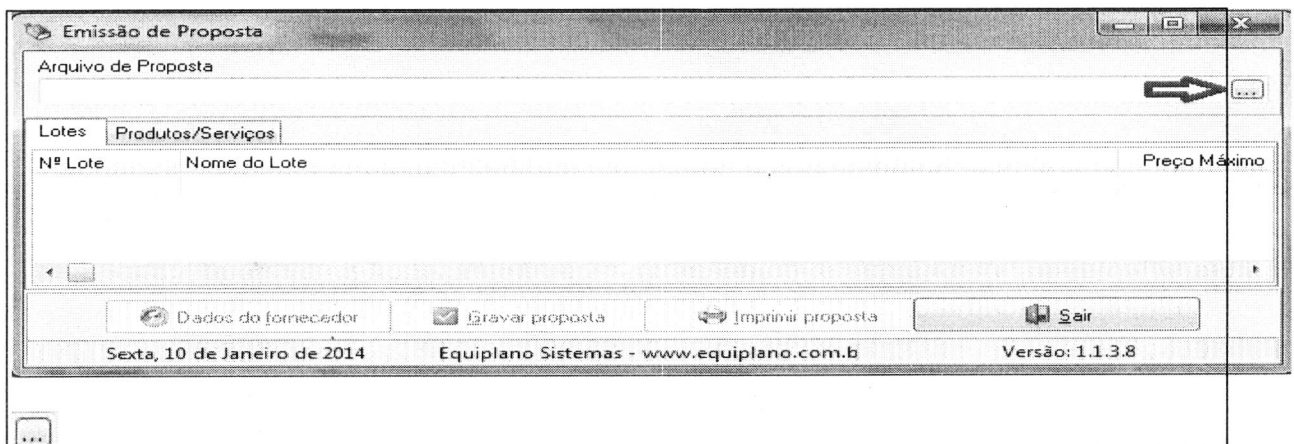 Emissão de Proposta
Arquivo de Proposta
...
Lotes Produtos/Serviços
Nº Lote Nome do Lote Preço Máximo
Dados do fornecedor Gravar proposta Imprimir proposta Sair
Sexta, 10 de Janeiro de 2014 Equiplano Sistemas - www.equiplano.com.b Versão: 1.1.3.8
...